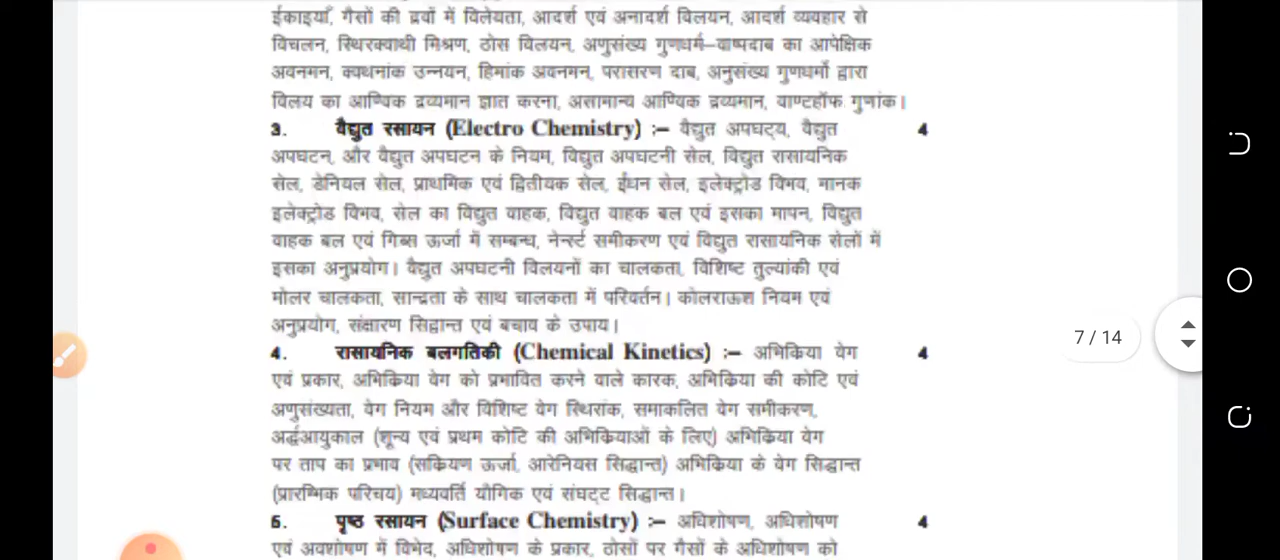 ईकाइयाँ, गैसों की द्रवों में विलेयता, आदर्श एवं अनादर्श विलयन, आदर्श व्यवहार से
विचलन, स्थिरक्वाथी मिश्रण, ठोस विलयन, अणुसंख्य गुणधर्म–वाष्पदाब का आपेक्षिक
अवनमन, क्वथनांक उन्नयन, हिमांक अवनमन, परासरण दाब, अनुसंख्य गुणधर्मो द्वारा
विलय का आण्विक द्रव्यमान ज्ञात करना, असामान्य आण्विक द्रव्यमान, वाण्टहॉफ गुणांक।
3. वैद्युत रसायन (Electro Chemistry) :– वैद्युत अपघट्य, वैद्युत 4
अपघटन, और वैद्युत अपघटन के नियम, विद्युत अपघटनी सेल, विद्युत रासायनिक
सेल, डेनियल सेल, प्राथमिक एवं द्वितीयक सेल, ईंधन सेल, इलेक्ट्रोड विभव, मानक
इलेक्ट्रोड विभव, सेल का विद्युत वाहक, विद्युत वाहक बल एवं इसका मापन, विद्युत
वाहक बल एवं गिब्स ऊर्जा में सम्बन्ध, नेर्न्स्ट समीकरण एवं विद्युत रासायनिक सेलों में
इसका अनुप्रयोग। वैद्युत अपघटनी विलयनों का चालकता, विशिष्ट तुल्यांकी एवं
मोलर चालकता, सान्द्रता के साथ चालकता में परिवर्तन। कोलराऊश नियम एवं
अनुप्रयोग, संक्षारण सिद्वान्त एवं बचाव के उपाय।
7 / 14
4. रासायनिक बलगतिकी (Chemical Kinetics) :– अभिकिया वेग 4
एवं प्रकार, अभिकिया वेग को प्रभावित करने वाले कारक, अभिकिया की कोटि एवं
अणुसंख्यता, वेग नियम और विशिष्ट वेग स्थिरांक, समाकलित वेग समीकरण,
अर्द्धआयुकाल (शून्य एवं प्रथम कोटि की अभिकियाओं के लिए) अभिकिया वेग
पर ताप का प्रभाव (सकियण ऊर्जा, आरेनियस सिद्वान्त) अभिकिया के वेग सिद्वान्त
(प्रारम्भिक परिचय) मध्यवर्ति यौगिक एवं संघट्ट सिद्वान्त।
5. पृष्ठ रसायन (Surface Chemistry) :– अधिशोषण, अधिशोषण 4
एवं अवशोषण में विभेद, अधिशोषण के प्रकार, ठोसों पर गैसों के अधिशोषण को